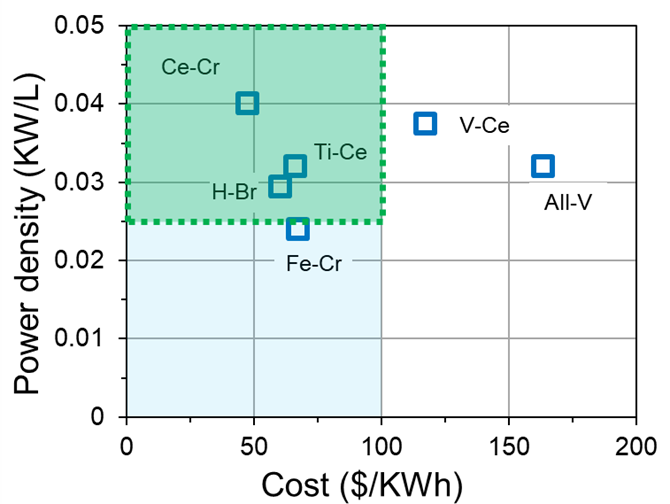 0.05
0.04
0.03
0.02
0.01
0
Power density (KW/L)
Ce-Cr
Ti-Ce
H-Br
Fe-Cr
V-Ce
All-V
0
50
100
150
200
Cost ($/KWh)